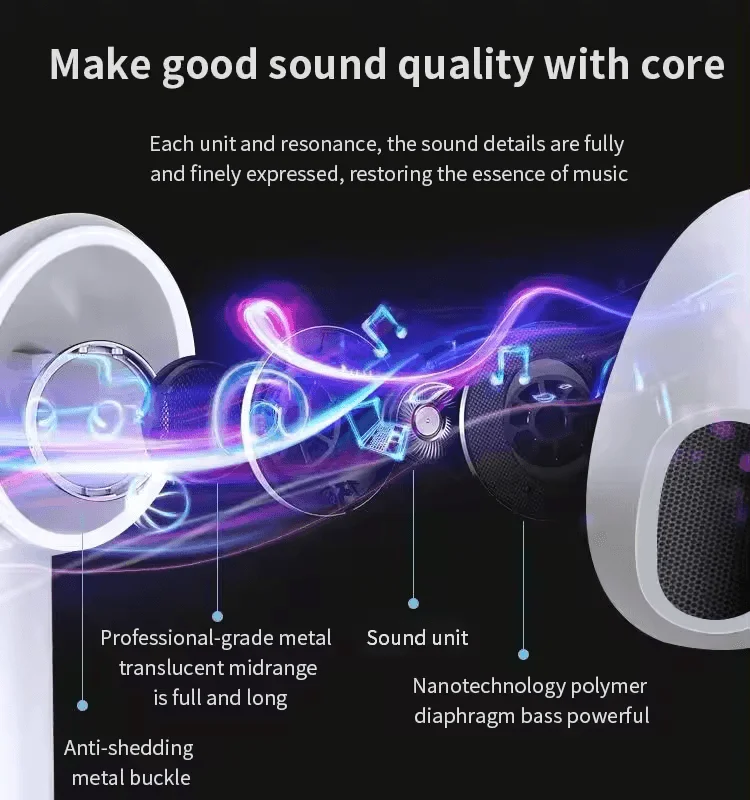 Make good sound quality with core
Each unit and resonance, the sound details are fully
and finely expressed, restoring the essence of music
Professional-grade metal
translucent midrange
is full and long
Sound unit
Nanotechnology polymer
diaphragm bass powerful
Anti-shedding
metal buckle